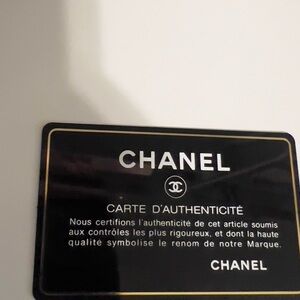 CHANEL
CARTE D'AUTHENTICITÉ
Nous certifions l'authenticité de cet article soumis
aux contrôles les plus rigoureux, et dont la haute
qualité symbolise le renom de notre Marque.
CHANEL